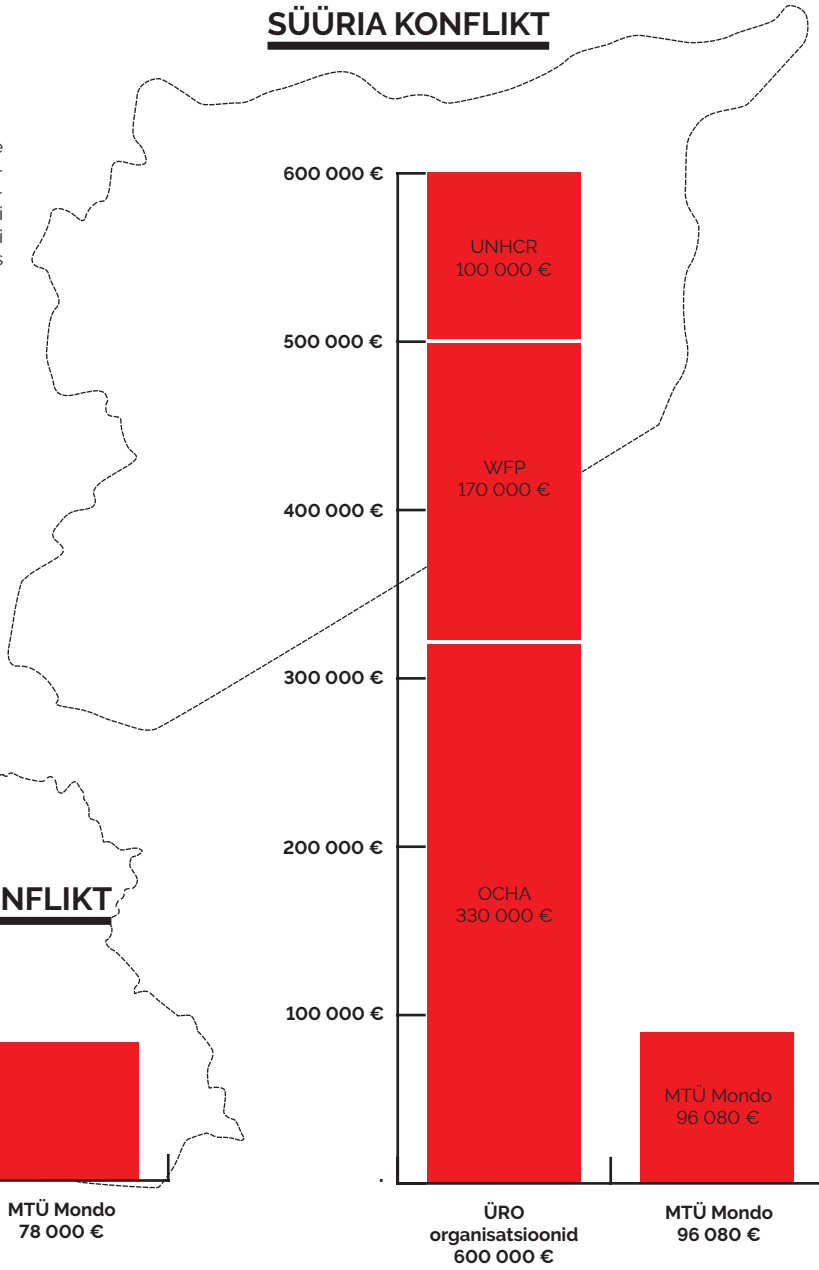 SÜÜRIA KONFLIKT
600 000 €
UNHCR
100 000 €
500 000 €
WFP
170 000 €
400 000 €
300 000 €
200 000 €
OCHA
330 000 €
100 000 €
MTÜ Mondo
96 080 €
ÜRO
organisatsioonid
600 000 €
MTÜ Mondo
96 080 €
NFLIKT
MTÜ Mondo
78 000 €